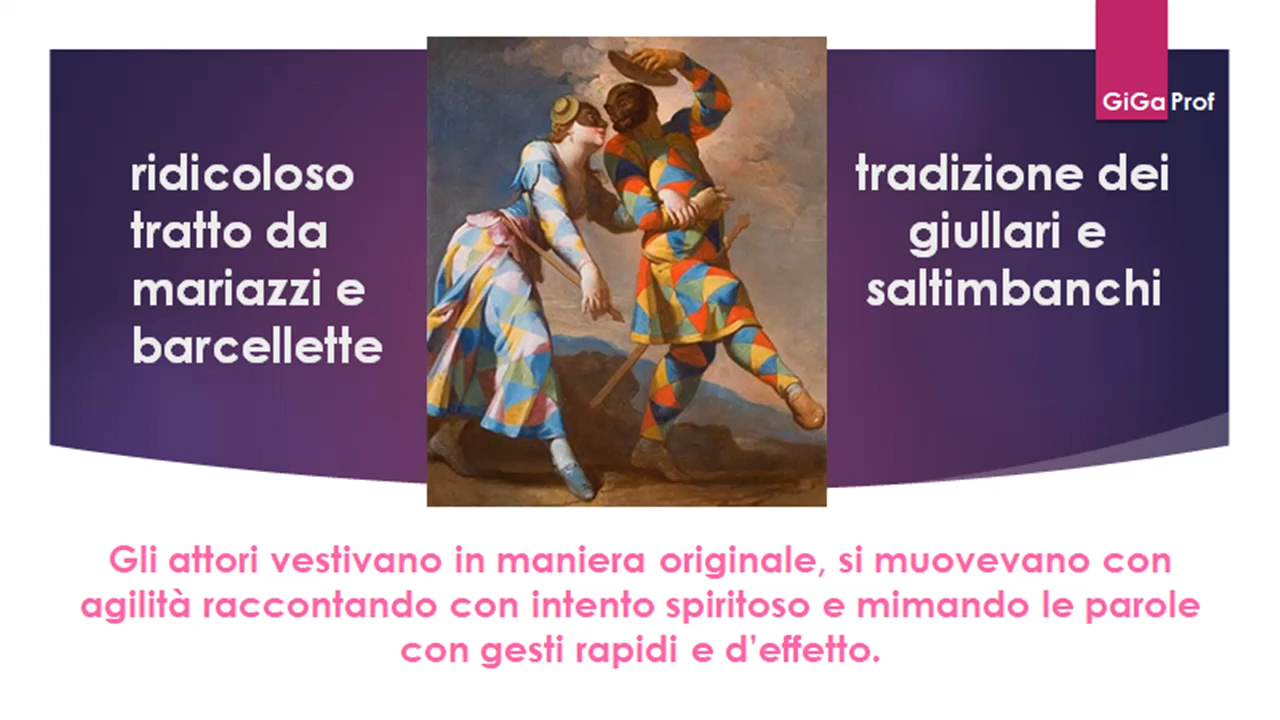 GiGa Prof
ridicoloso
tratto da
mariazzi e
barcellette
tradizione dei
giullari e
saltimbanchi
Gli attori vestivano in maniera originale, si muovevano con
agilità raccontando con intento spiritoso e mimando le parole
con gesti rapidi e d'effetto.